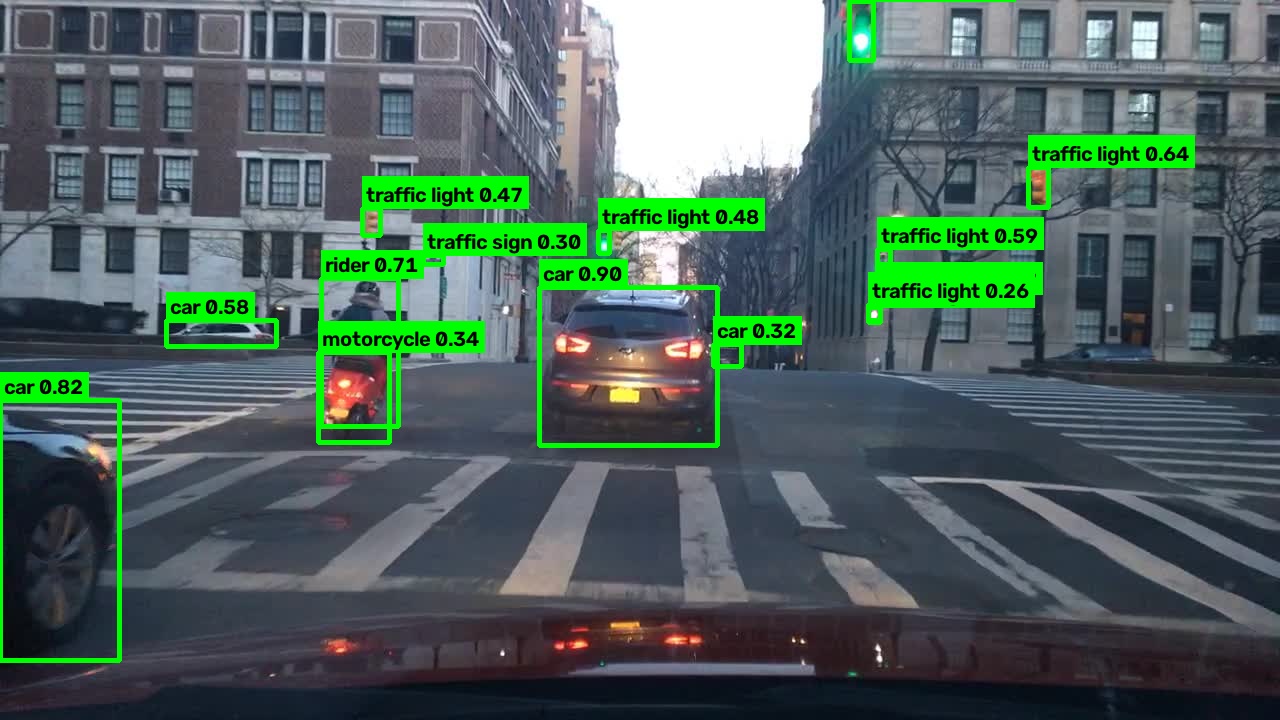 traffic light 0.64
traffic light 0.47
traffic light 0.48
traffic sign 0.30
traffic light 0.59
rider 0.71
car 0.90
traffic light 0.26
car 0.58
motorcycle 0.34
car 0.32
car 0.82